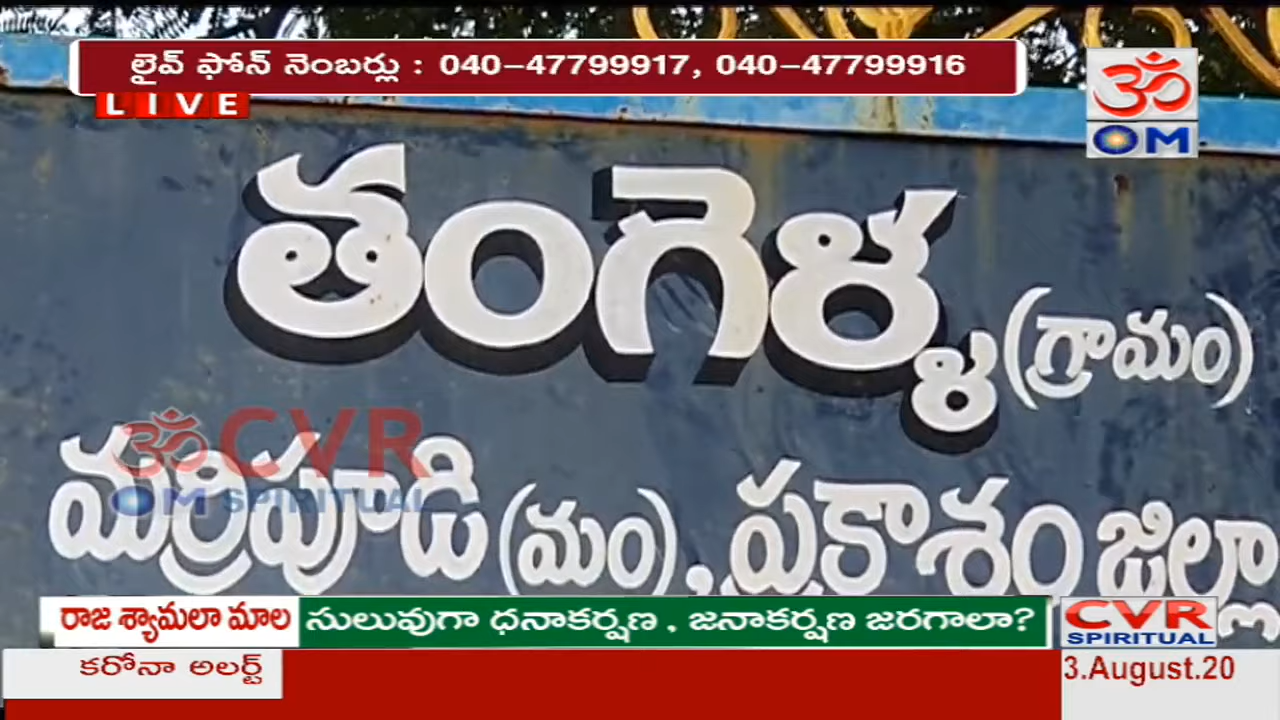 లైవ్ ఫోన్ నెంబర్లు : 040-47799917, 040-47799916
LIVE
ॐ
OM
తంగెళ్ళ (గ్రామం)
ॐ CVR
OM SPIRITUAL
మర్రిపూడి (మం), ప్రకాశం జిల్లా
రాజ శ్యామలా మాల సులువుగా ధనాకర్షణ , జనాకర్షణ జరగాలా?
CVR
SPIRITUAL
కరోనా అలర్ట్
3.August.20